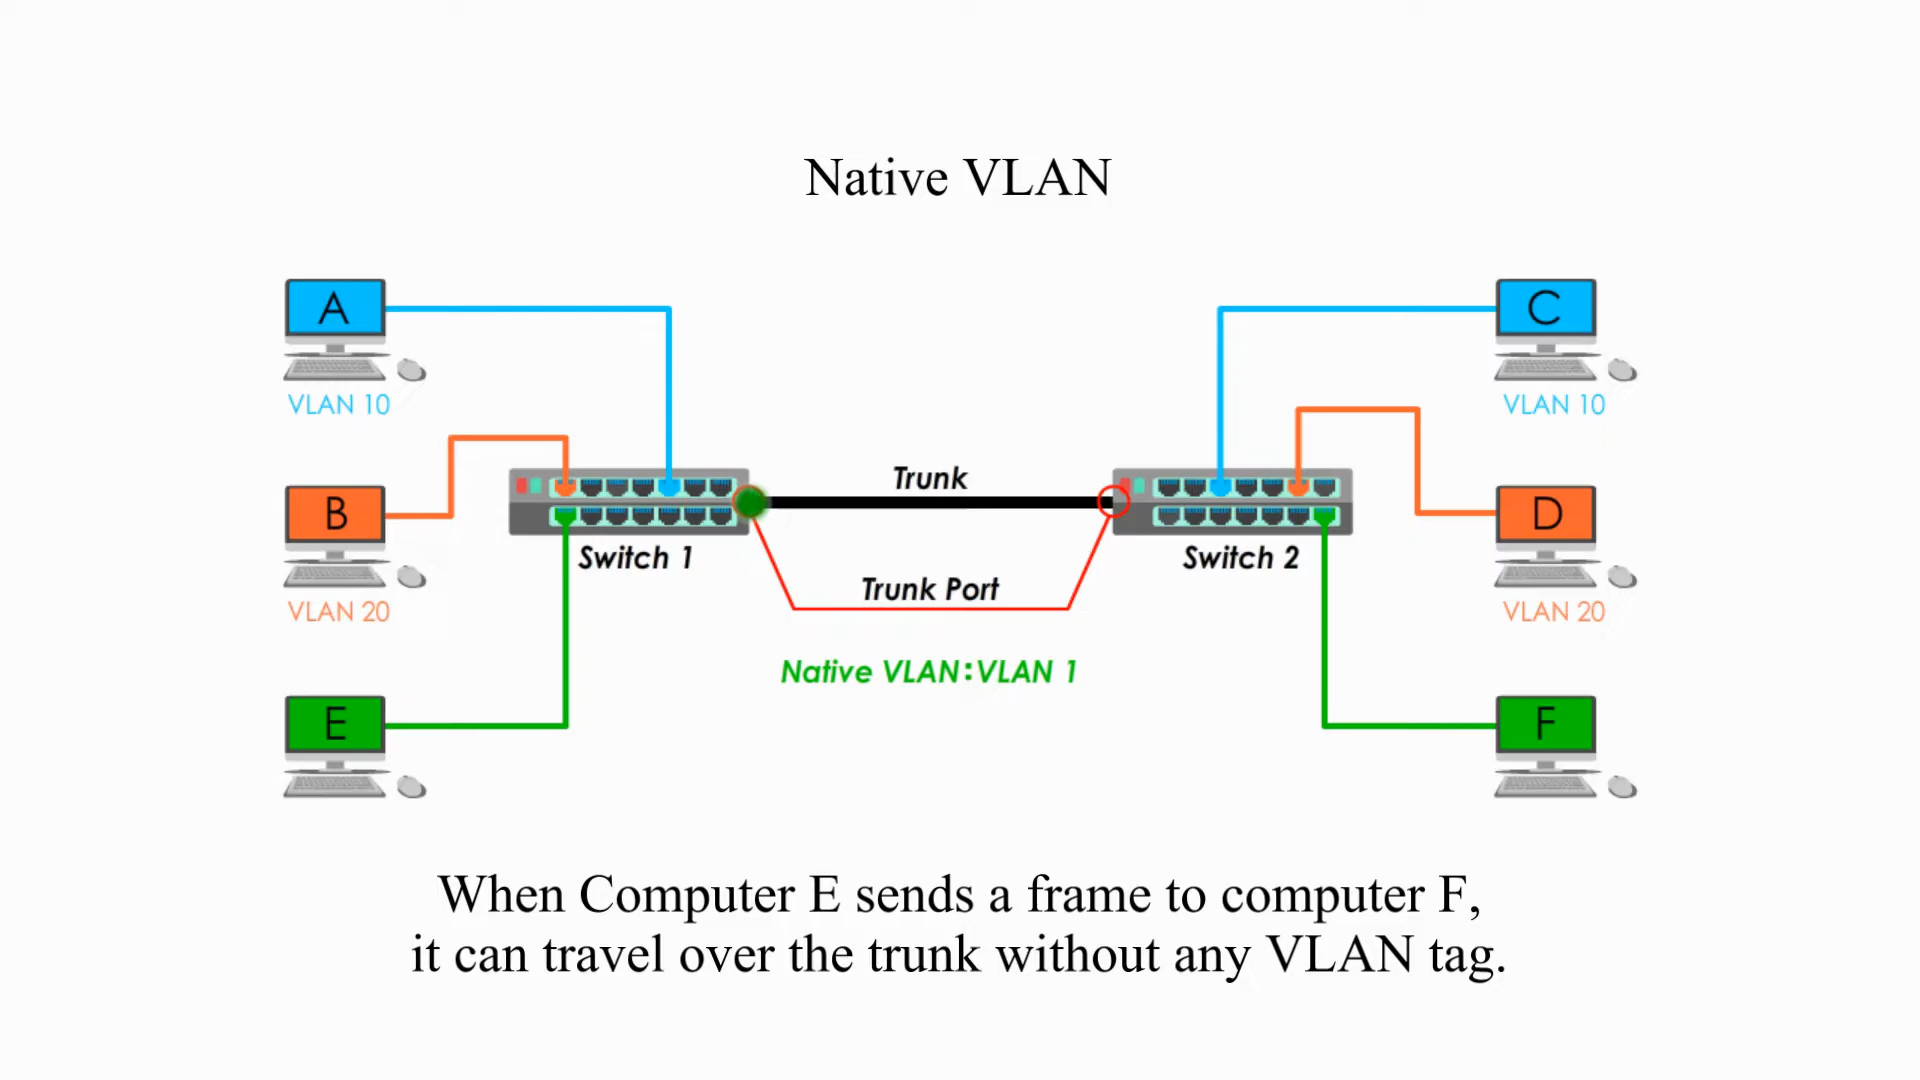 Native VLAN
A
C
VLAN 10
VLAN 10
Trunk
B
D
Switch 1
Switch 2
Trunk Port
VLAN 20
VLAN 20
Native VLAN:VLAN 1
E
F
When Computer E sends a frame to computer F,
it can travel over the trunk without any VLAN tag.